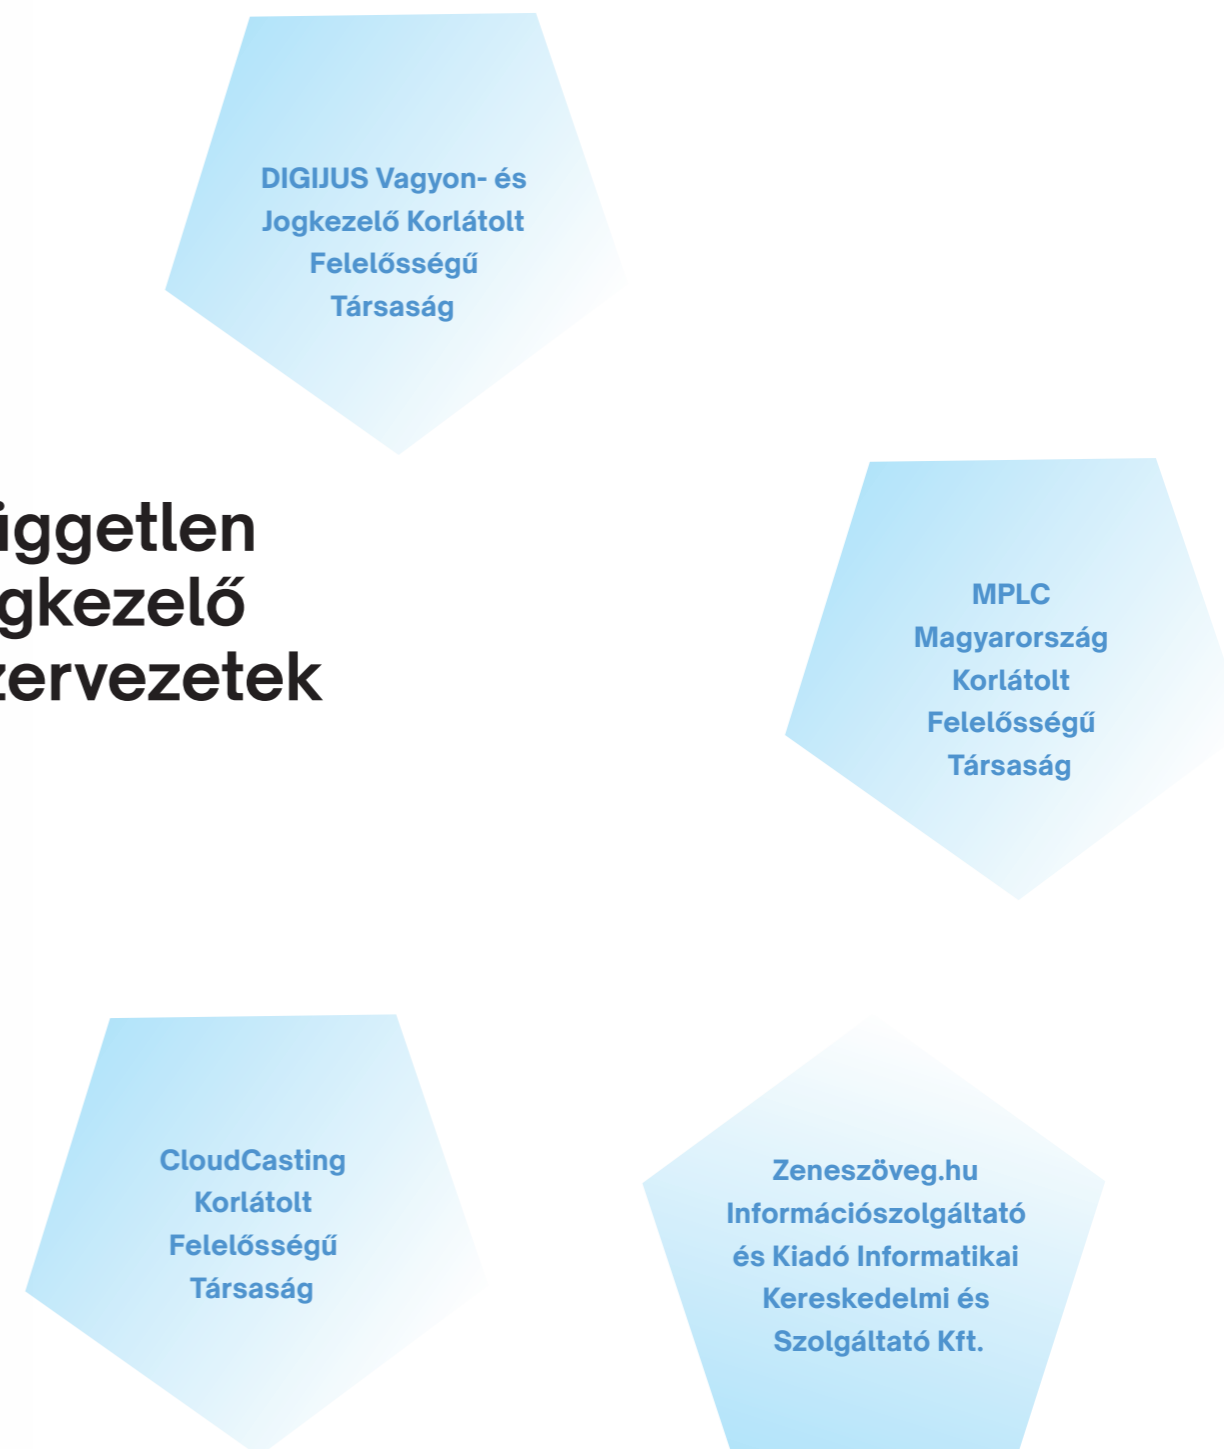 DIGIJUS Vagyon- és
Jogkezelő Korlátolt
Felelősségű
Társaság
üggetlen
gkezelő
zervezetek
MPLC
Magyarország
Korlátolt
Felelősségű
Társaság
CloudCasting
Korlátolt
Felelősségű
Társaság
Zeneszöveg.hu
Információszolgáltató
és Kiadó Informatikai
Kereskedelmi és
Szolgáltató Kft.